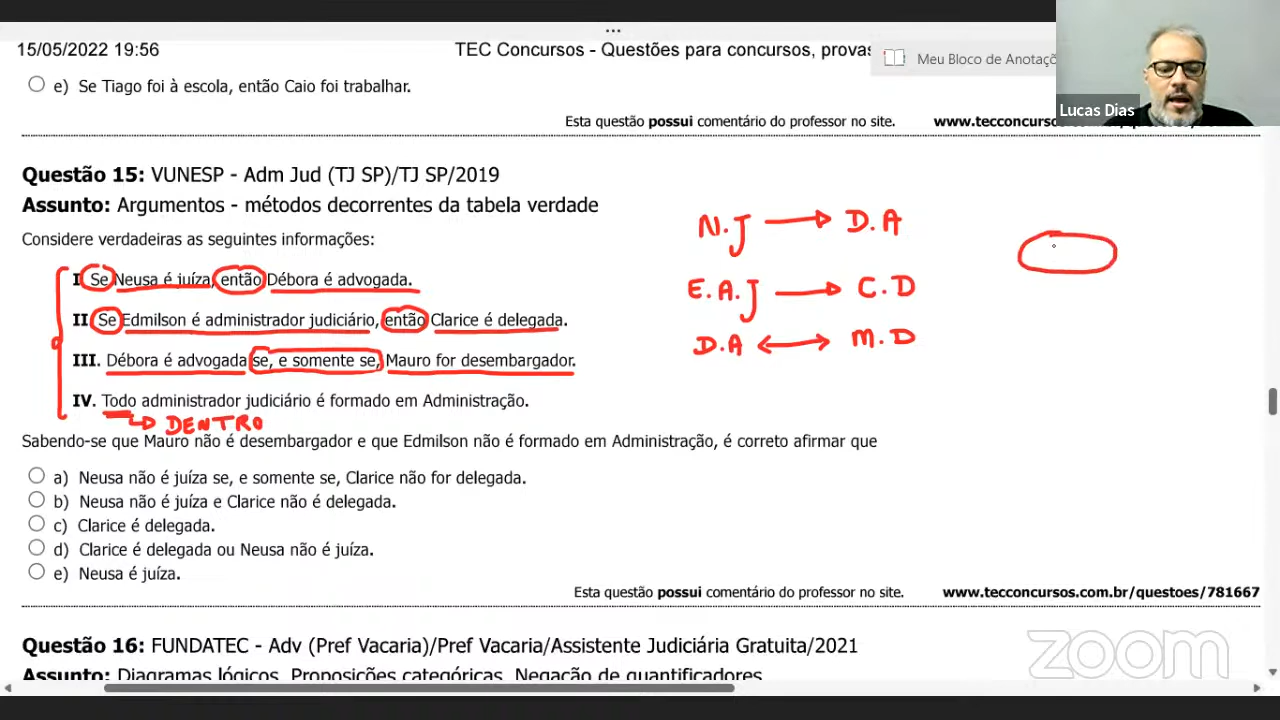 15/05/2022 19:56
TEC Concursos - Questões para concursos, provas
Meu Bloco de Anotaçõ
e) Se Tiago foi à escola, então Caio foi trabalhar.
Lucas Dias
Esta questão possui comentário do professor no site.
Questão 15: VUNESP - Adm Jud (TJ SP)/TJ SP/2019
Assunto: Argumentos - métodos decorrentes da tabela verdade
Considere verdadeiras as seguintes informações:
I. Se Neusa é juíza, então Débora é advogada.
II. Se Edmilson é administrador judiciário, então Clarice é delegada.
III. Débora é advogada se, e somente se, Mauro for desembargador.
IV. Todo administrador judiciário é formado em Administração.
DENTRO
N.J → D.A
E.A.J → C.D
D.A ↔ M.D
Sabendo-se que Mauro não é desembargador e que Edmilson não é formado em Administração, é correto afirmar que
a) Neusa não é juíza se, e somente se, Clarice não for delegada.
b) Neusa não é juíza e Clarice não é delegada.
c) Clarice é delegada.
d) Clarice é delegada ou Neusa não é juíza.
e) Neusa é juíza.
Esta questão possui comentário do professor no site.
www.tecconcursos.com.br/questoes/781667
Questão 16: FUNDATEC - Adv (Pref Vacaria)/Pref Vacaria/Assistente Judiciária Gratuita/2021
Assunto: Diagramas lógicos. Proposições categóricas. Negação de quantificadores
zoom